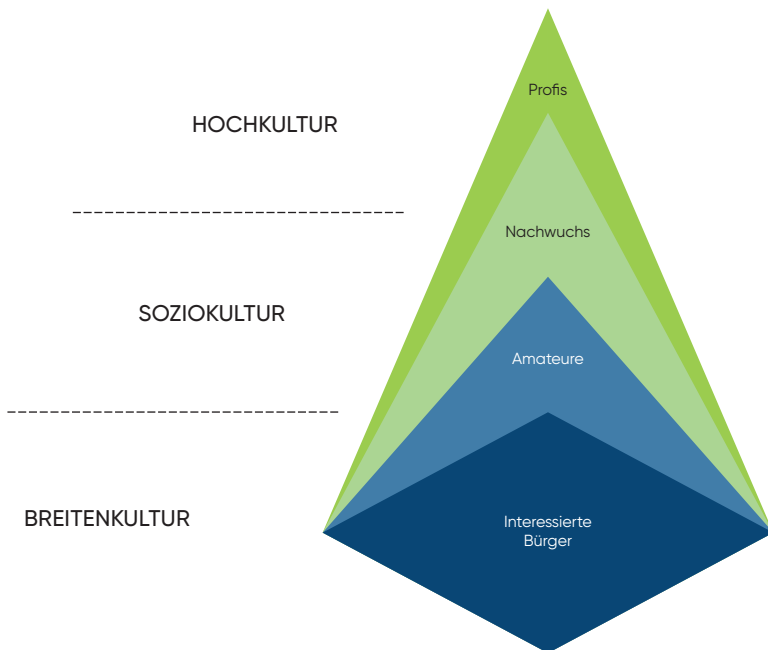 Profis
HOCHKULTUR
Nachwuchs
SOZIOKULTUR
Amateure
BREITENKULTUR
Interessierte
Bürger